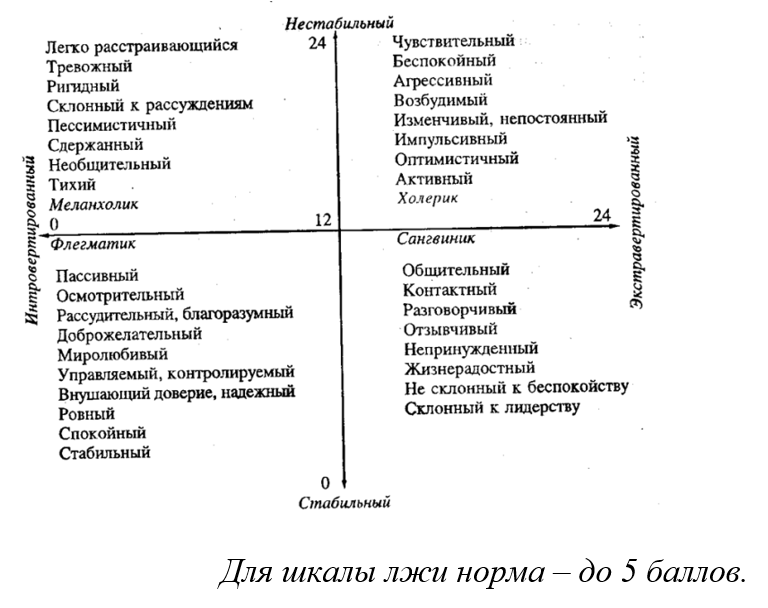 Нестабильный
24
Легко расстраивающийся
Тревожный
Ригидный
Склонный к рассуждениям
Пессимистичный
Сдержанный
Необщительный
Тихий
Меланхолик
Чувствительный
Беспокойный
Агрессивный
Возбудимый
Изменчивый, непостоянный
Импульсивный
Оптимистичный
Активный
Холерик
Интровертированный
0
12
24
Экстравертированный
Флегматик
Пассивный
Осмотрительный
Рассудительный, благоразумный
Доброжелательный
Миролюбивый
Управляемый, контролируемый
Внушающий доверие, надежный
Ровный
Спокойный
Стабильный
Сангвиник
Общительный
Контактный
Разговорчивый
Отзывчивый
Непринужденный
Жизнерадостный
Не склонный к беспокойству
Склонный к лидерству
0
Стабильный
Для шкалы лжи норма – до 5 баллов.